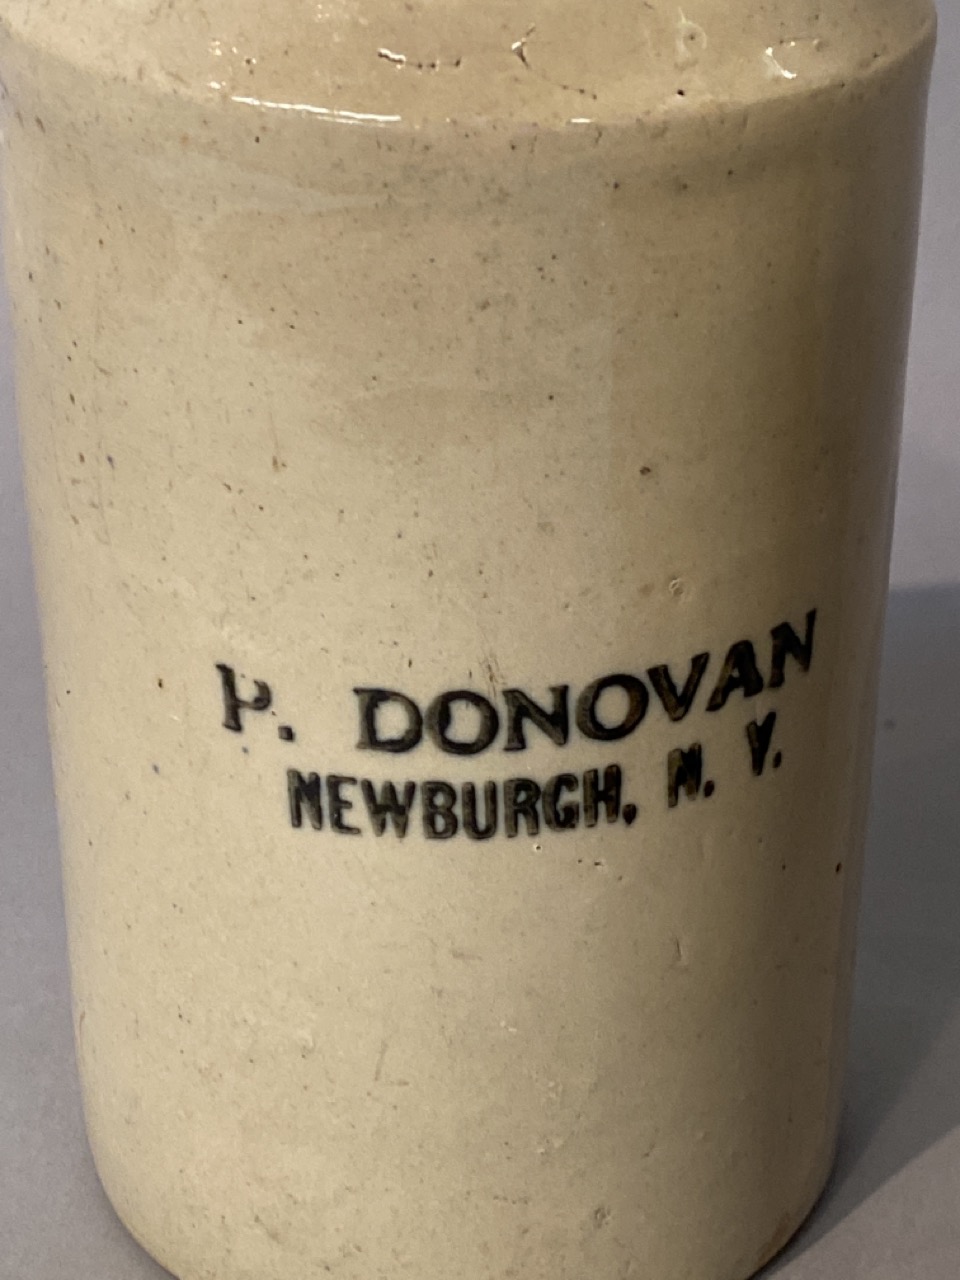 P. DONOVAN
NEWBURGH, N. Y.